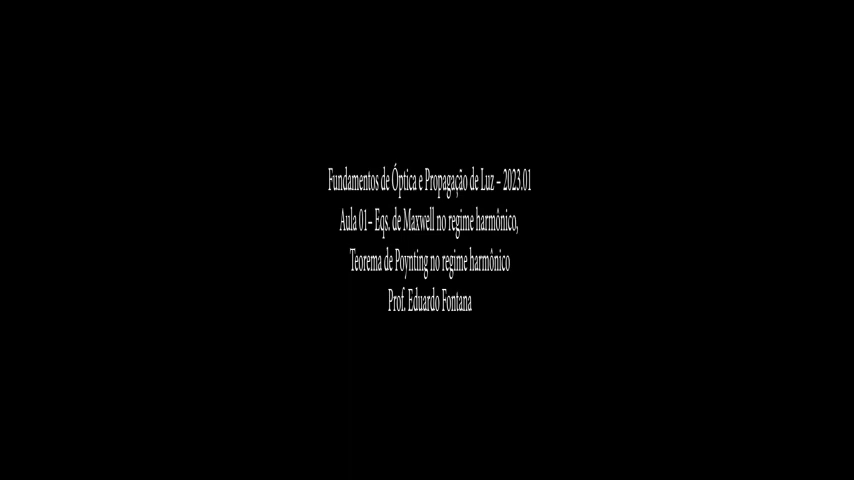 Fundamentos de Óptica e Propagação de Luz – 2023.01
Aula 01– Eqs. de Maxwell no regime harmônico,
Teorema de Poynting no regime harmônico
Prof. Eduardo Fontana